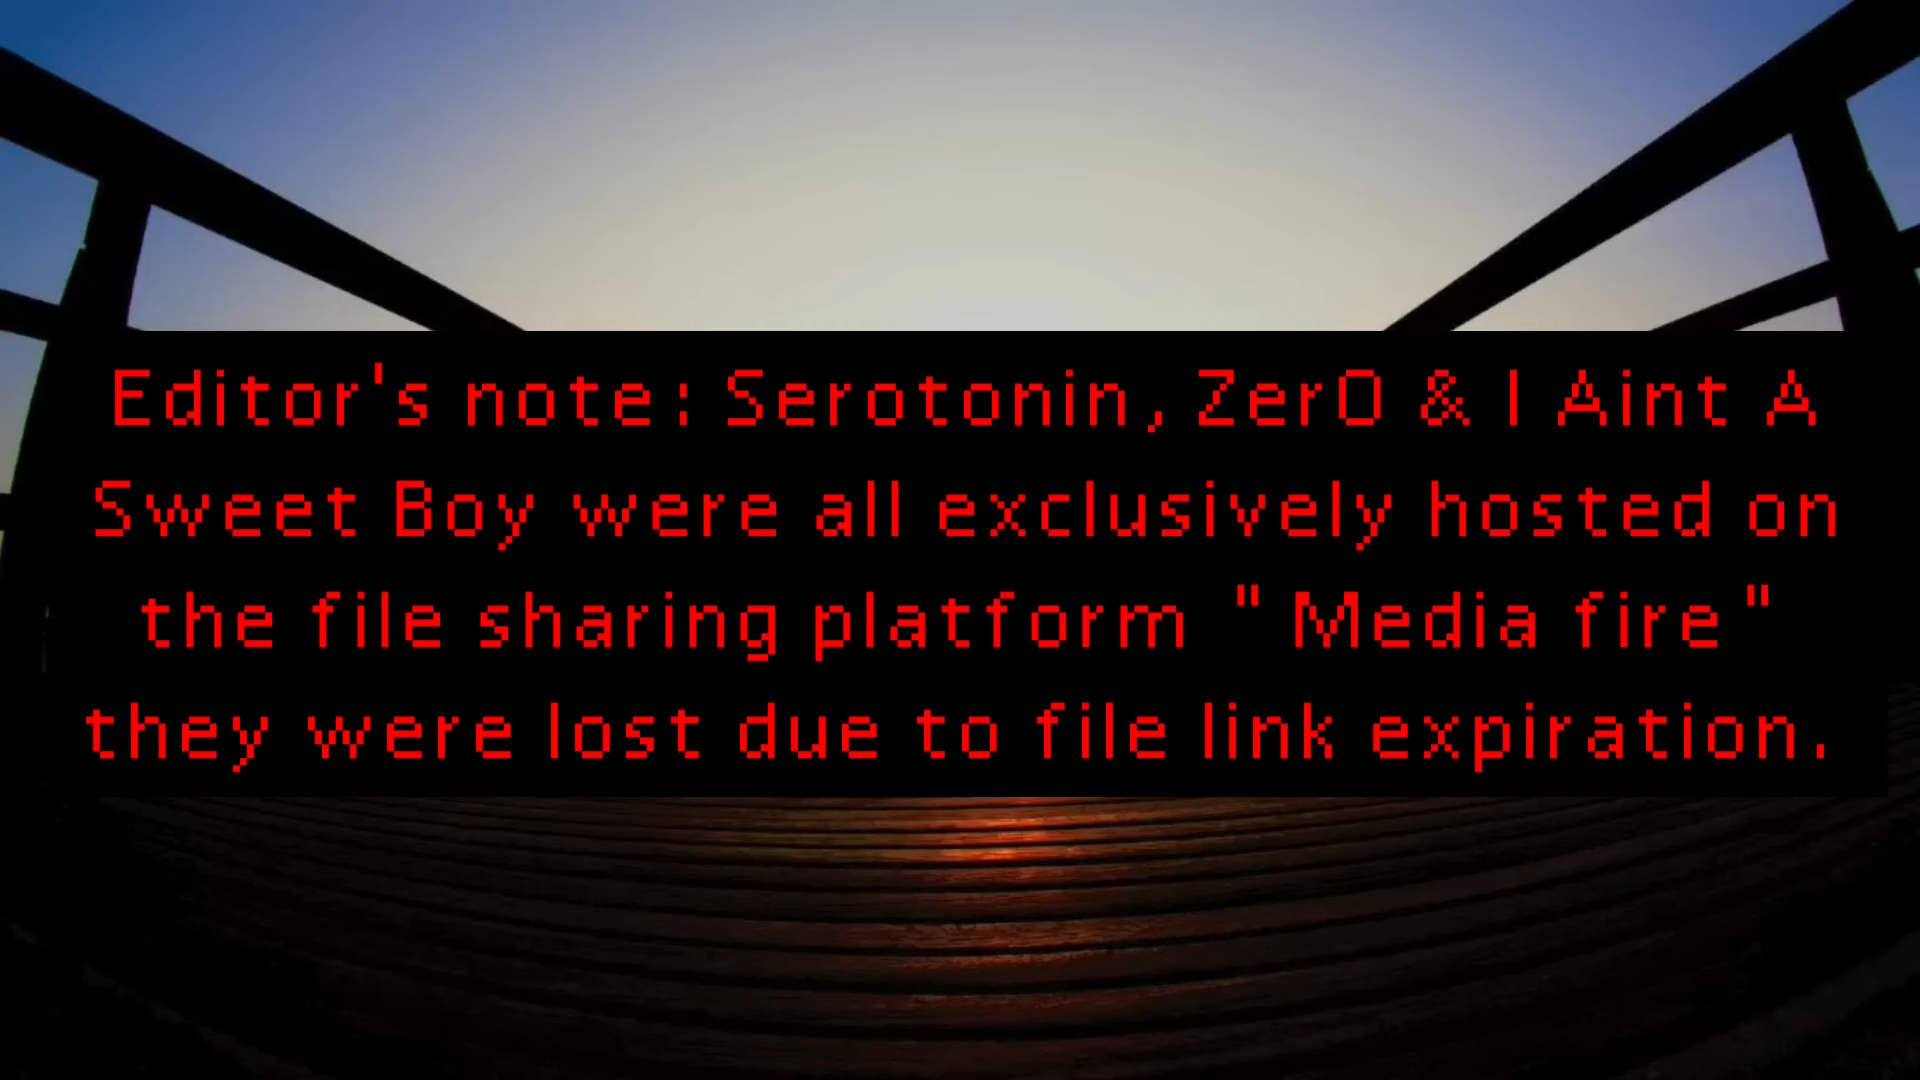 Editor's note: Serotonin, Zer0 & I Aint A
Sweet Boy were all exclusively hosted on
the file sharing platform "Media fire"
they were lost due to file link expiration.